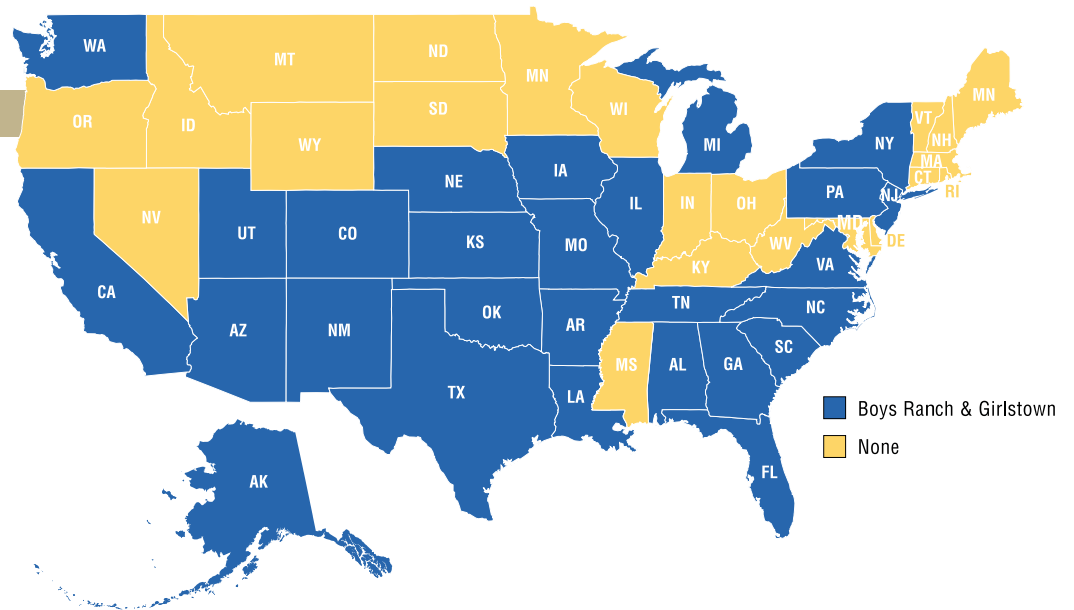 WA
MT
ND
MN
OR
ID
SD
WI
WY
MI
VT
MN
NH
NY
MA
CT
RI
NV
UT
CO
NE
IA
IL
IN
OH
PA
NJ
KS
MO
KY
WV
MD
DE
VA
CA
AZ
NM
OK
AR
TN
NC
SC
MS
AL
GA
TX
LA
FL
AK
Boys Ranch & Girlstown
None